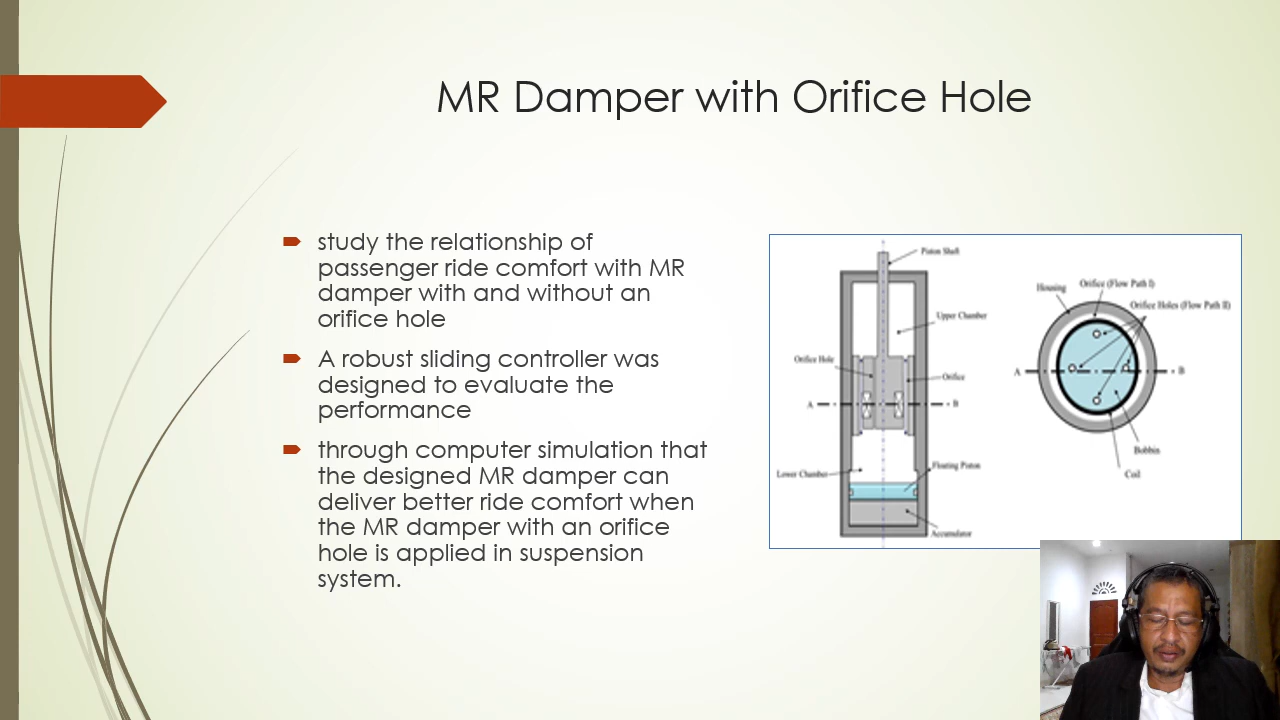 MR Damper with Orifice Hole
study the relationship of
passenger ride comfort with MR
damper with and without an
orifice hole
A robust sliding controller was
designed to evaluate the
performance
through computer simulation that
the designed MR damper can
deliver better ride comfort when
the MR damper with an orifice
hole is applied in suspension
system.
Piston Shaft
Upper Chamber
Orifice Hole
Orifice
A
B
Lower Chamber
Floating Piston
Accumulator
Housing
Orifice (Flow Path I)
Orifice Holes (Flow Path II)
A
B
Bobbin
Coil